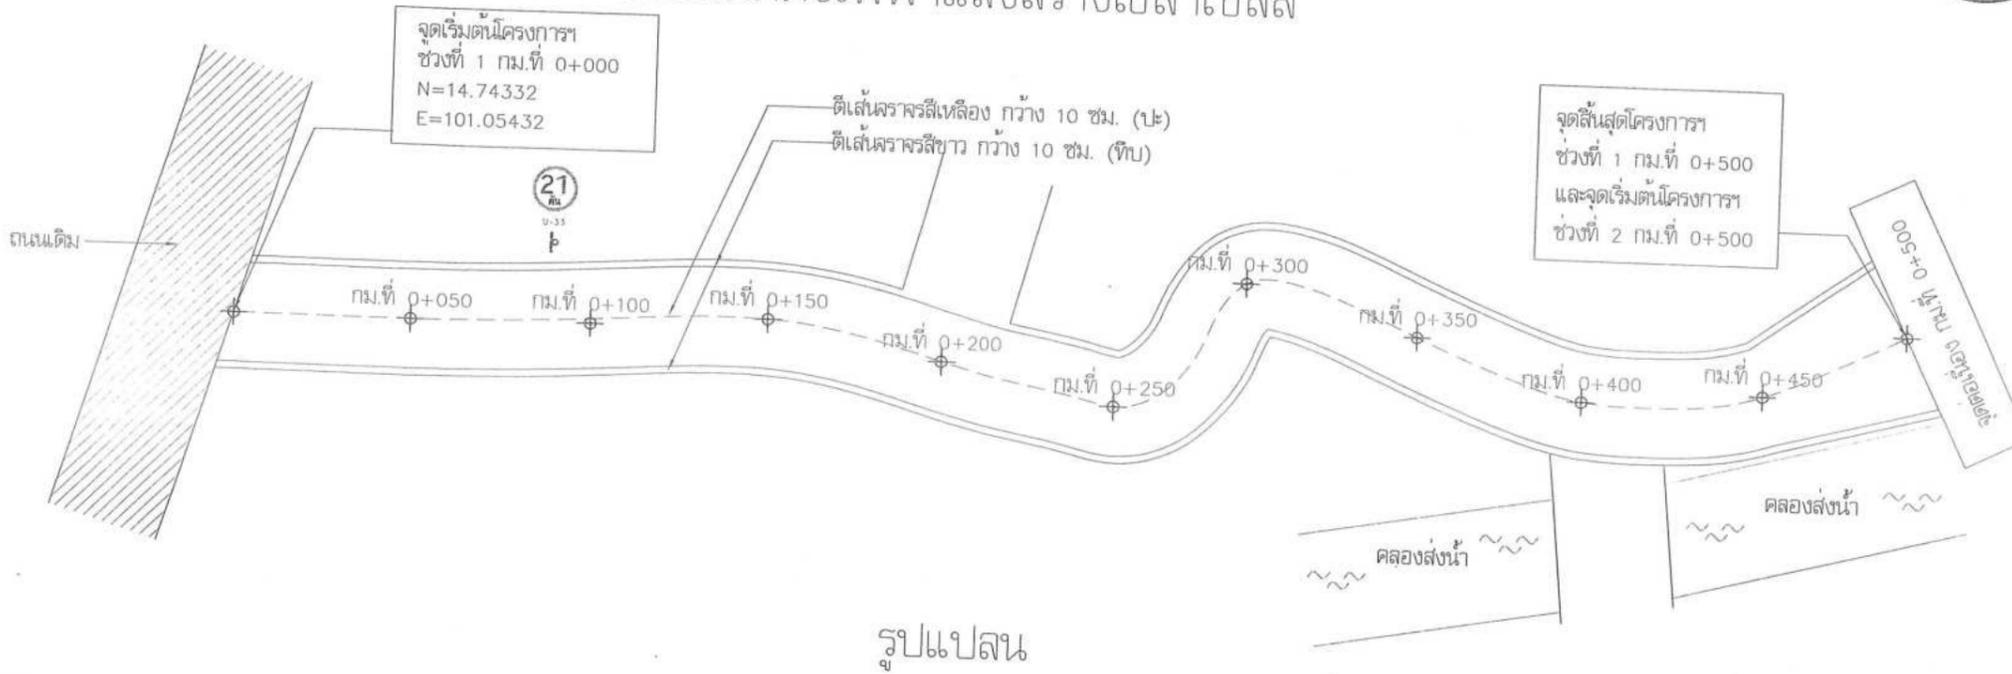 จุดเริ่มต้นโครงการฯ
ช่วงที่ 1 กม.ที่ 0+000
N=14.74332
E=101.05432
ตีเส้นจราจรสีเหลือง กว้าง 10 ซม. (ปะ)
ตีเส้นจราจรสีขาว กว้าง 10 ซม. (ทึบ)
จุดสิ้นสุดโครงการฯ
ช่วงที่ 1 กม.ที่ 0+500
และจุดเริ่มต้นโครงการฯ
ช่วงที่ 2 กม.ที่ 0+500
21
ตัน
ถนนเดิม
กม.ที่ 0+050
กม.ที่ 0+100
กม.ที่ 0+150
กม.ที่ 0+200
กม.ที่ 0+250
กม.ที่ 0+300
กม.ที่ 0+350
กม.ที่ 0+400
กม.ที่ 0+450
จุดต่อเนื่อง กม.ที่ 0+500
คลองส่งน้ำ
คลองส่งน้ำ
รูปแปลน